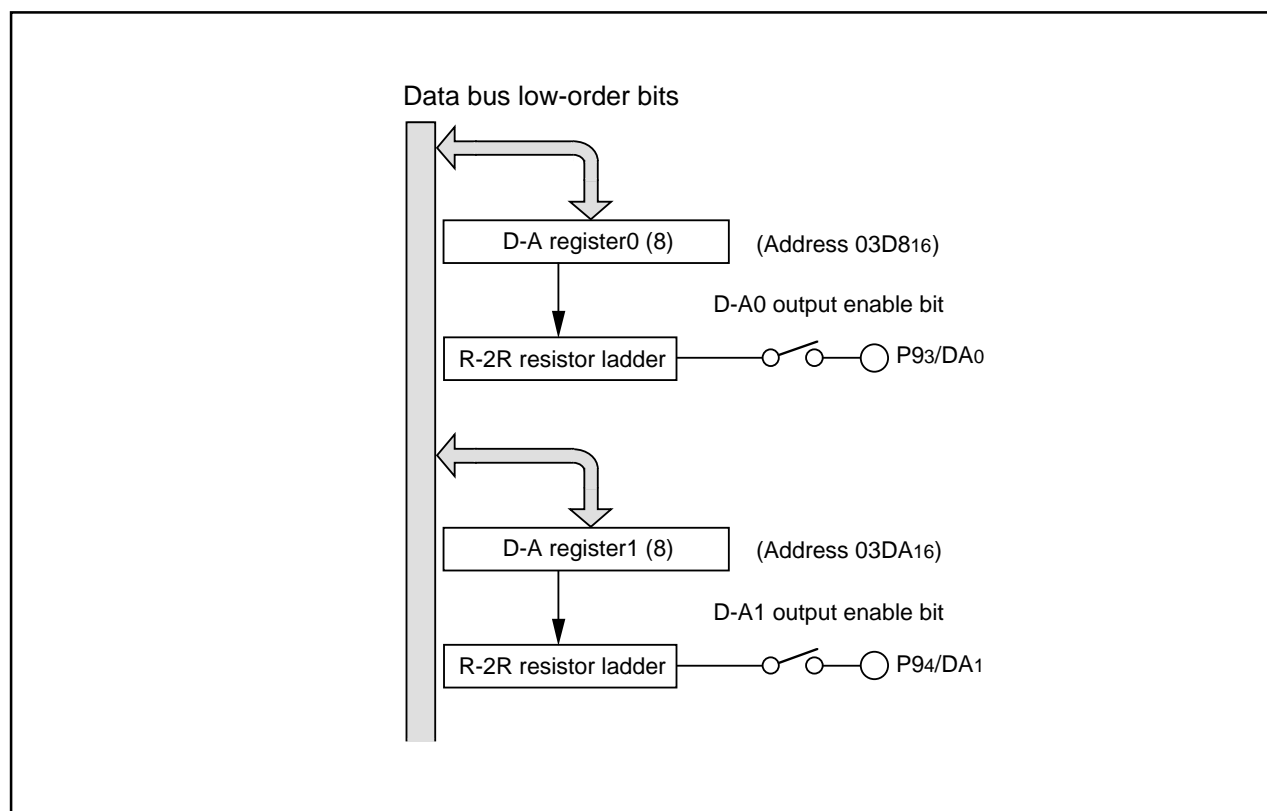 Data bus low-order bits
D-A register0 (8)
(Address 03D816)
D-A0 output enable bit
R-2R resistor ladder
P93/DA0
D-A register1 (8)
(Address 03DA16)
D-A1 output enable bit
R-2R resistor ladder
P94/DA1